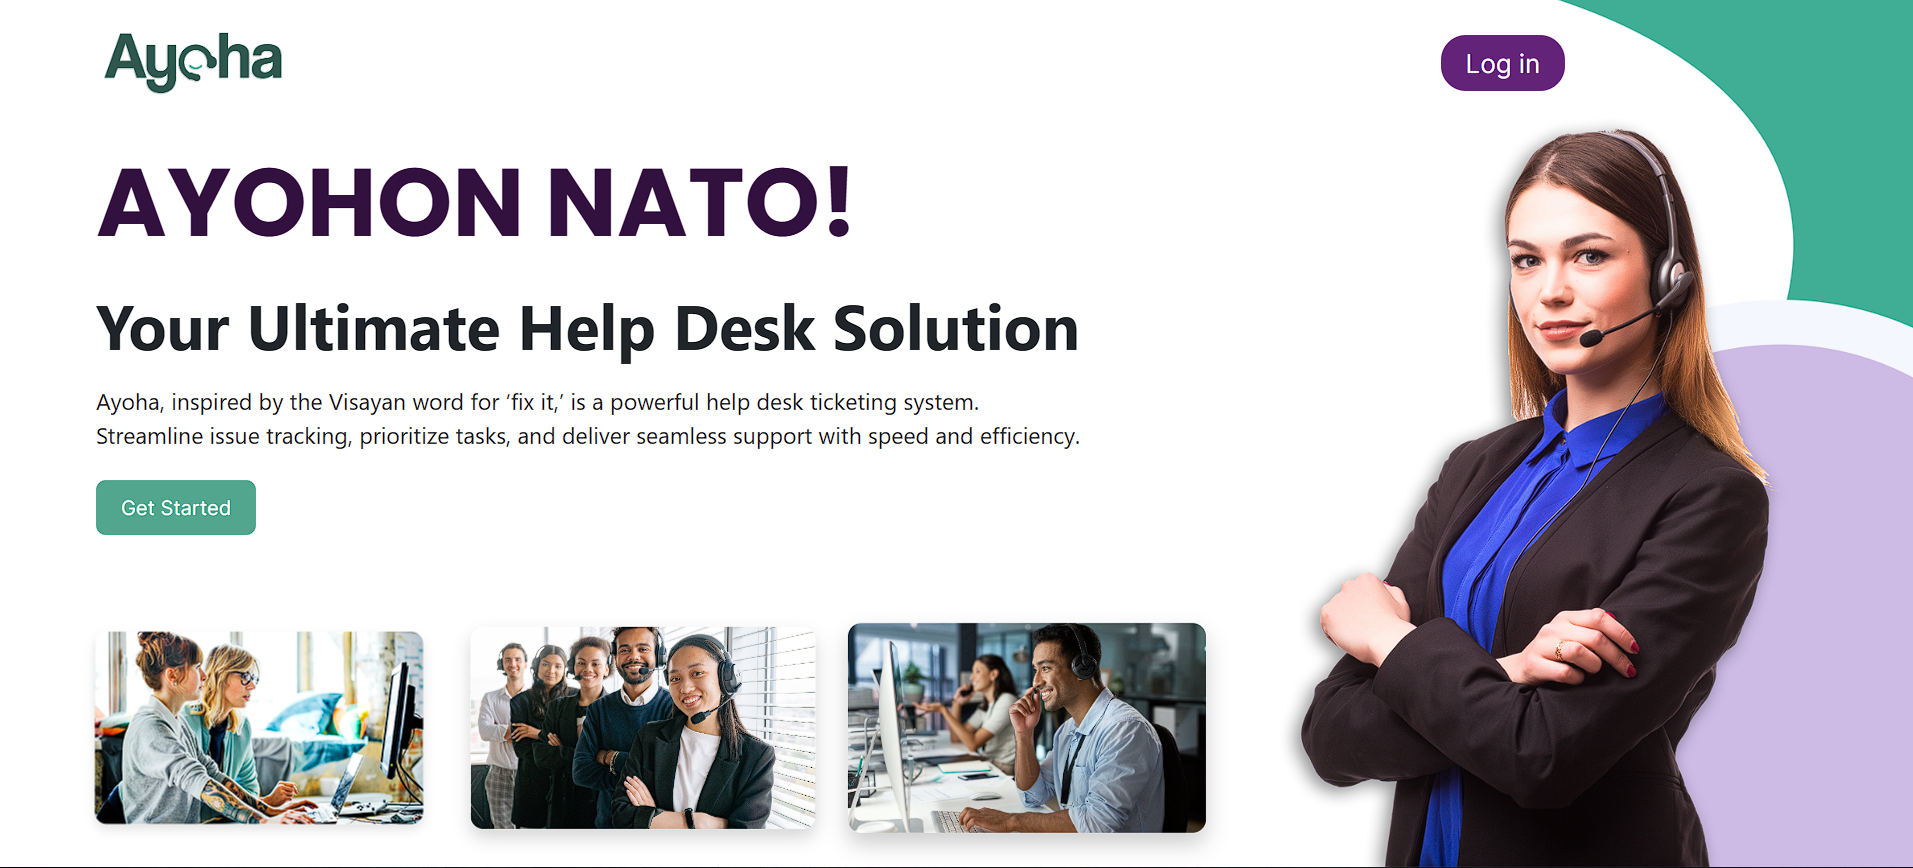 Ayoha
Log in
AYOHON NATO!
Your Ultimate Help Desk Solution
Ayoha, inspired by the Visayan word for ‘fix it,’ is a powerful help desk ticketing system.
Streamline issue tracking, prioritize tasks, and deliver seamless support with speed and efficiency.
Get Started